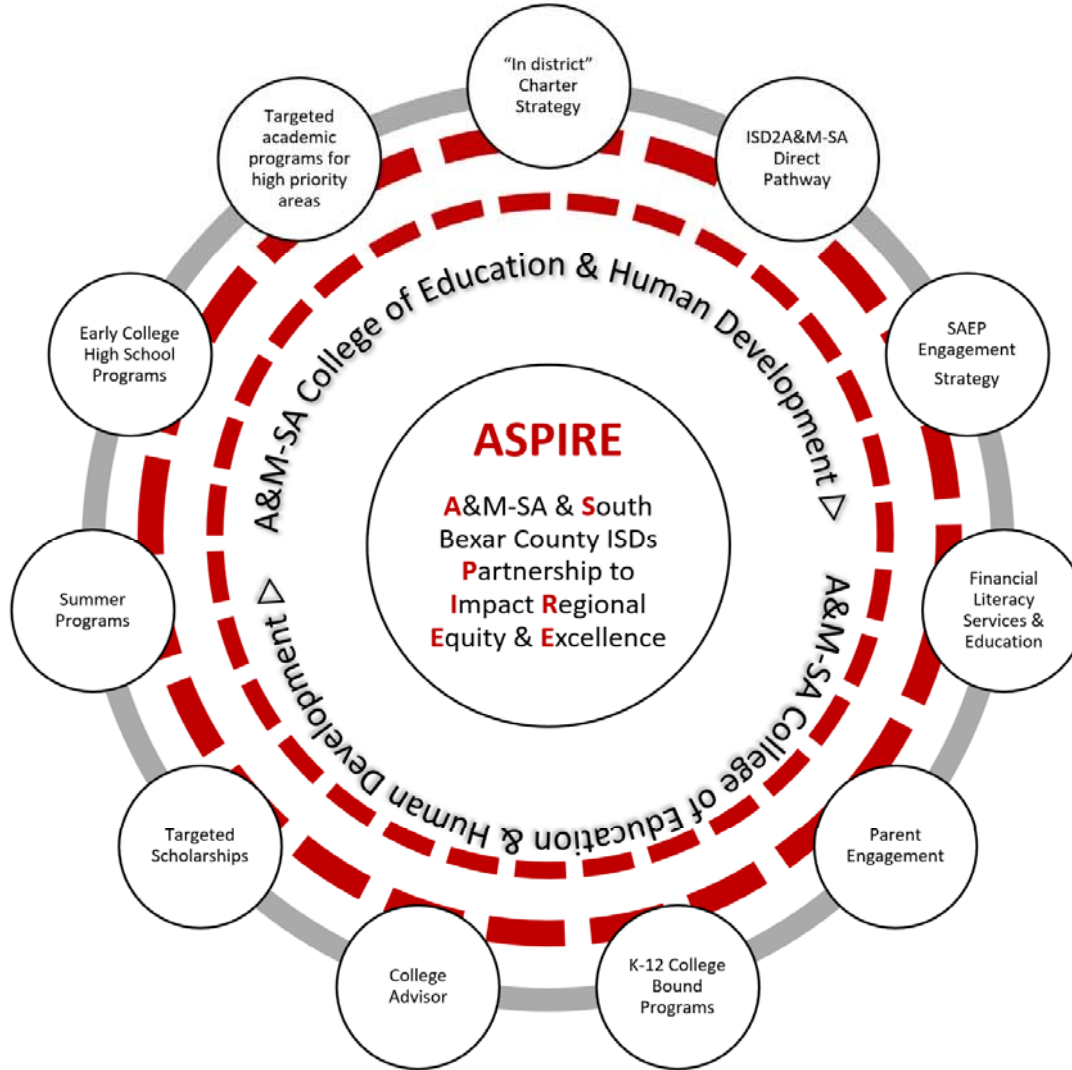 "In district"
Charter
Strategy
ISD2A&M-SA
Direct
Pathway
SAEP
Engagement
Strategy
Financial
Literacy
Services &
Education
Parent
Engagement
K-12 College
Bound
Programs
College
Advisor
Targeted
Scholarships
Summer
Programs
Early College
High School
Programs
Targeted
academic
programs for
high priority
areas
A&M-SA College of Education & Human Development ▷
A&M-SA College of Education & Human Development ▷
ASPIRE
A&M-SA & South
Bexar County ISDs
Partnership to
Impact Regional
Equity & Excellence